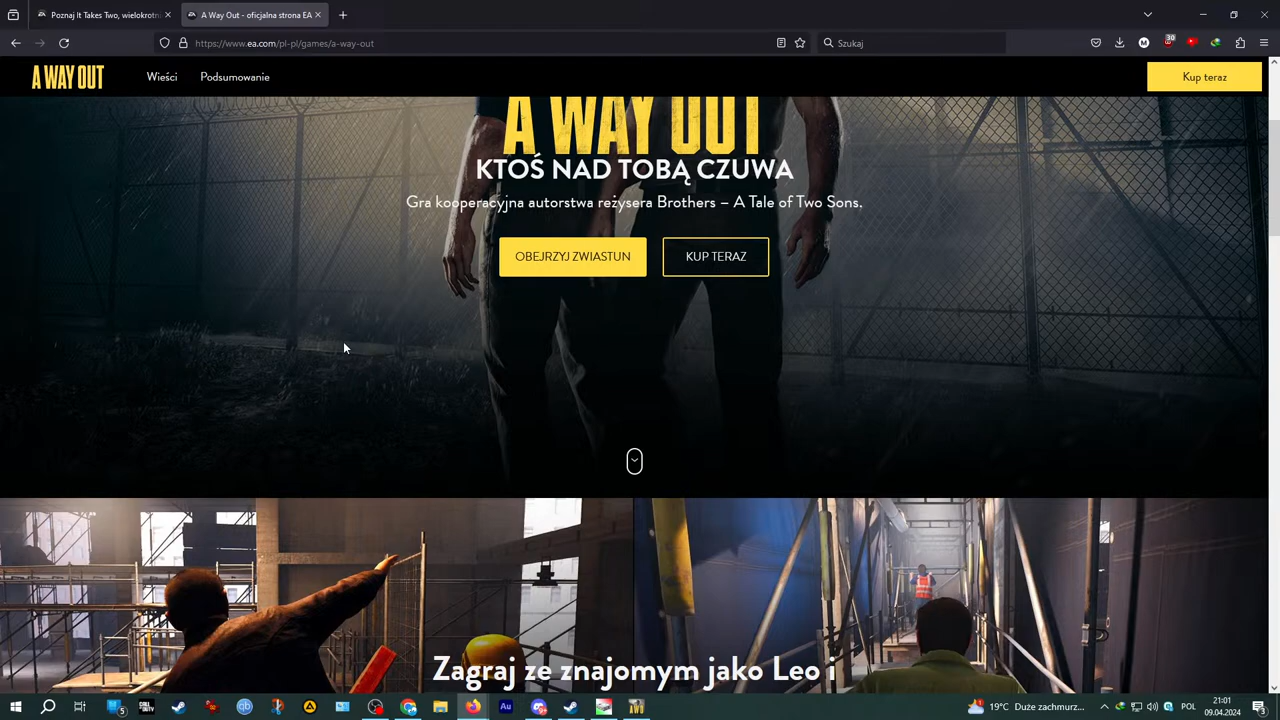 Poznaj It Takes Two, wielokrotni
A Way Out - oficjalna strona EA
https://www.ea.com/pl-pl/games/a-way-out
Szukaj
30
A WAY OUT
Wieści
Podsumowanie
Kup teraz
A WAY OUT
KTOŚ NAD TOBĄ CZUWA
Gra kooperacyjna autorstwa reżysera Brothers – A Tale of Two Sons.
OBEJRZYJ ZWIASTUN
KUP TERAZ
Zagraj ze znajomym jako Leo i
19°C Duże zachmurz...
21:01
09.04.2024